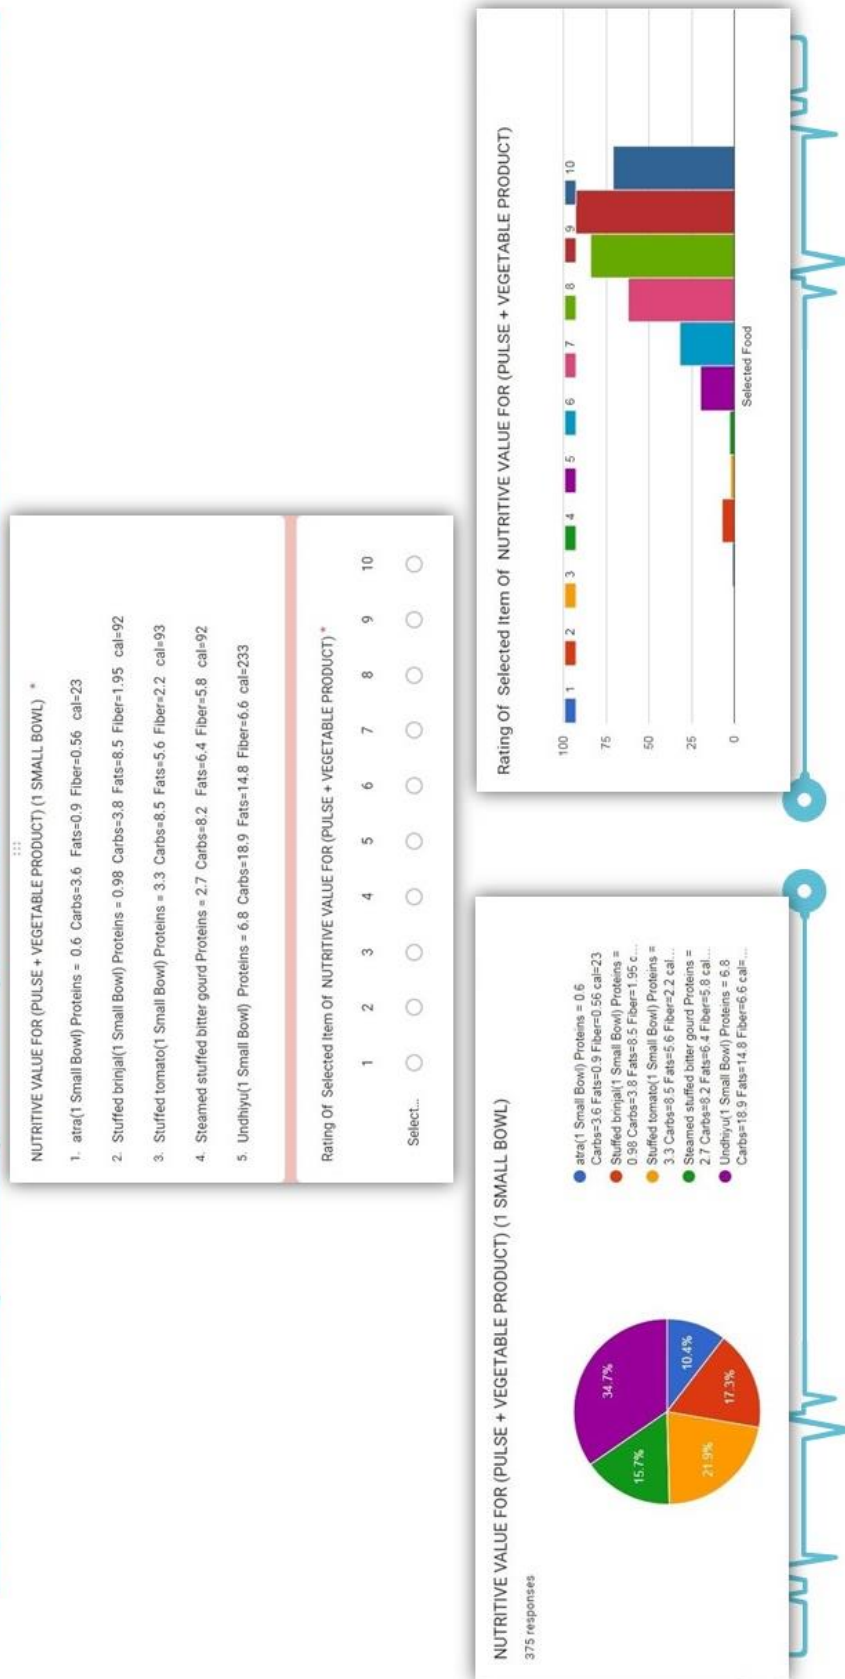 NUTRITIVE VALUE FOR (PULSE + VEGETABLE PRODUCT) (1 SMALL BOWL) *
1. atra(1 Small Bowl) Proteins = 0.6 Carbs=3.6 Fats=0.9 Fiber=0.56 cal=23
2. Stuffed brinjal(1 Small Bowl) Proteins = 0.98 Carbs=3.8 Fats=8.5 Fiber=1.95 cal=92
3. Stuffed tomato(1 Small Bowl) Proteins = 3.3 Carbs=8.5 Fats=5.6 Fiber=2.2 cal=93
4. Steamed stuffed bitter gourd Proteins = 2.7 Carbs=8.2 Fats=6.4 Fiber=5.8 cal=92
5. Undhiyu(1 Small Bowl) Proteins = 6.8 Carbs=18.9 Fats=14.8 Fiber=6.6 cal=233
Rating Of Selected Item Of NUTRITIVE VALUE FOR (PULSE + VEGETABLE PRODUCT) *
1 2 3 4 5 6 7 8 9 10
Select...
NUTRITIVE VALUE FOR (PULSE + VEGETABLE PRODUCT) (1 SMALL BOWL)
375 responses
34.7%
15.7%
10.4%
21.9%
17.3%
atra(1 Small Bowl) Proteins = 0.6
Carbs=3.6 Fats=0.9 Fiber=0.56 cal=23
Stuffed brinjal(1 Small Bowl) Proteins =
0.98 Carbs=3.8 Fats=8.5 Fiber=1.95 c...
Stuffed tomato(1 Small Bowl) Proteins =
3.3 Carbs=8.5 Fats=5.6 Fiber=2.2 cal...
Steamed stuffed bitter gourd Proteins =
2.7 Carbs=8.2 Fats=6.4 Fiber=5.8 cal...
Undhiyu(1 Small Bowl) Proteins = 6.8
Carbs=18.9 Fats=14.8 Fiber=6.6 cal=...
Rating Of Selected Item Of NUTRITIVE VALUE FOR (PULSE + VEGETABLE PRODUCT)
1 2 3 4 5 6 7 8 9 10
100
75
50
25
0
Selected Food